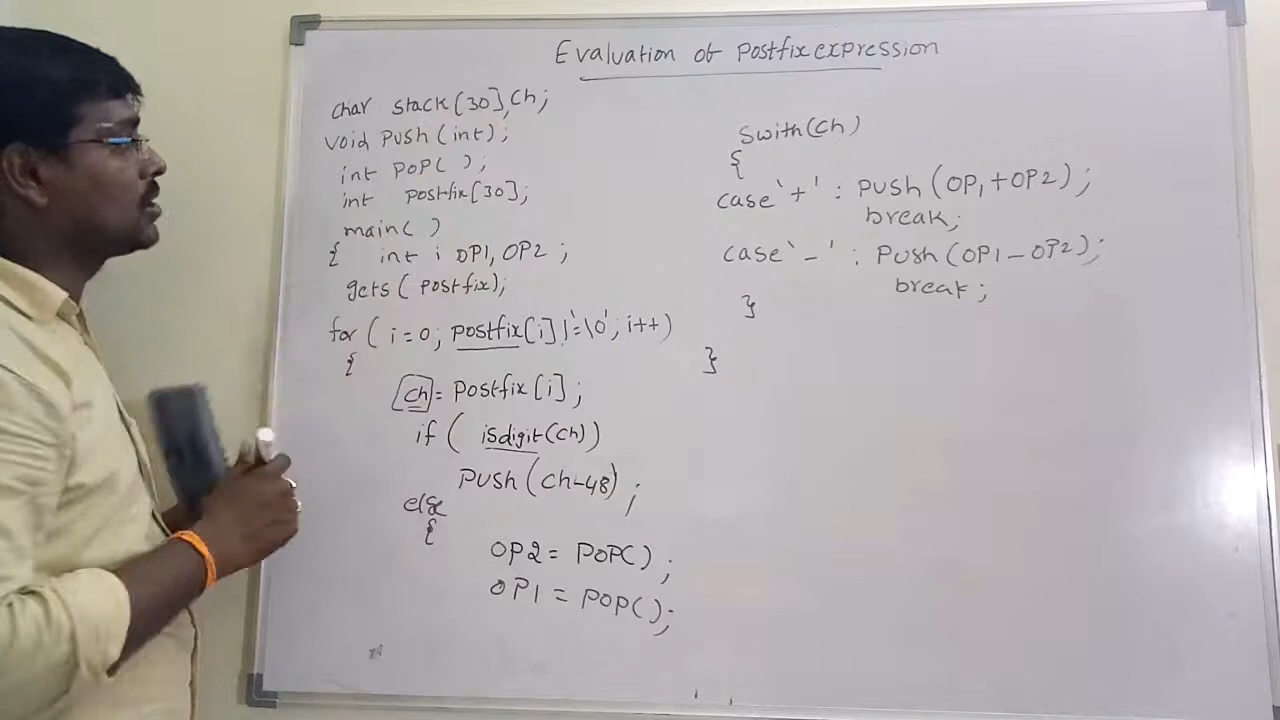 Evaluation of Postfix expression
char stack[30], Ch;
void Push(int);
int POP( );
int postfix[30];
main( )
{ int i OP1, OP2 ;
gets( Postfix);
for( i=0; Postfix[i]!='\0'; i++)
{
ch= Postfix[i];
if ( isdigit(Ch))
Push(Ch-48) ;
else
{
OP2= POP() ;
OP1 = POP();
Swith(Ch)
{
case '+' : Push(OP1+OP2);
break;
case '-' : Push(OP1-OP2);
break;
}
}